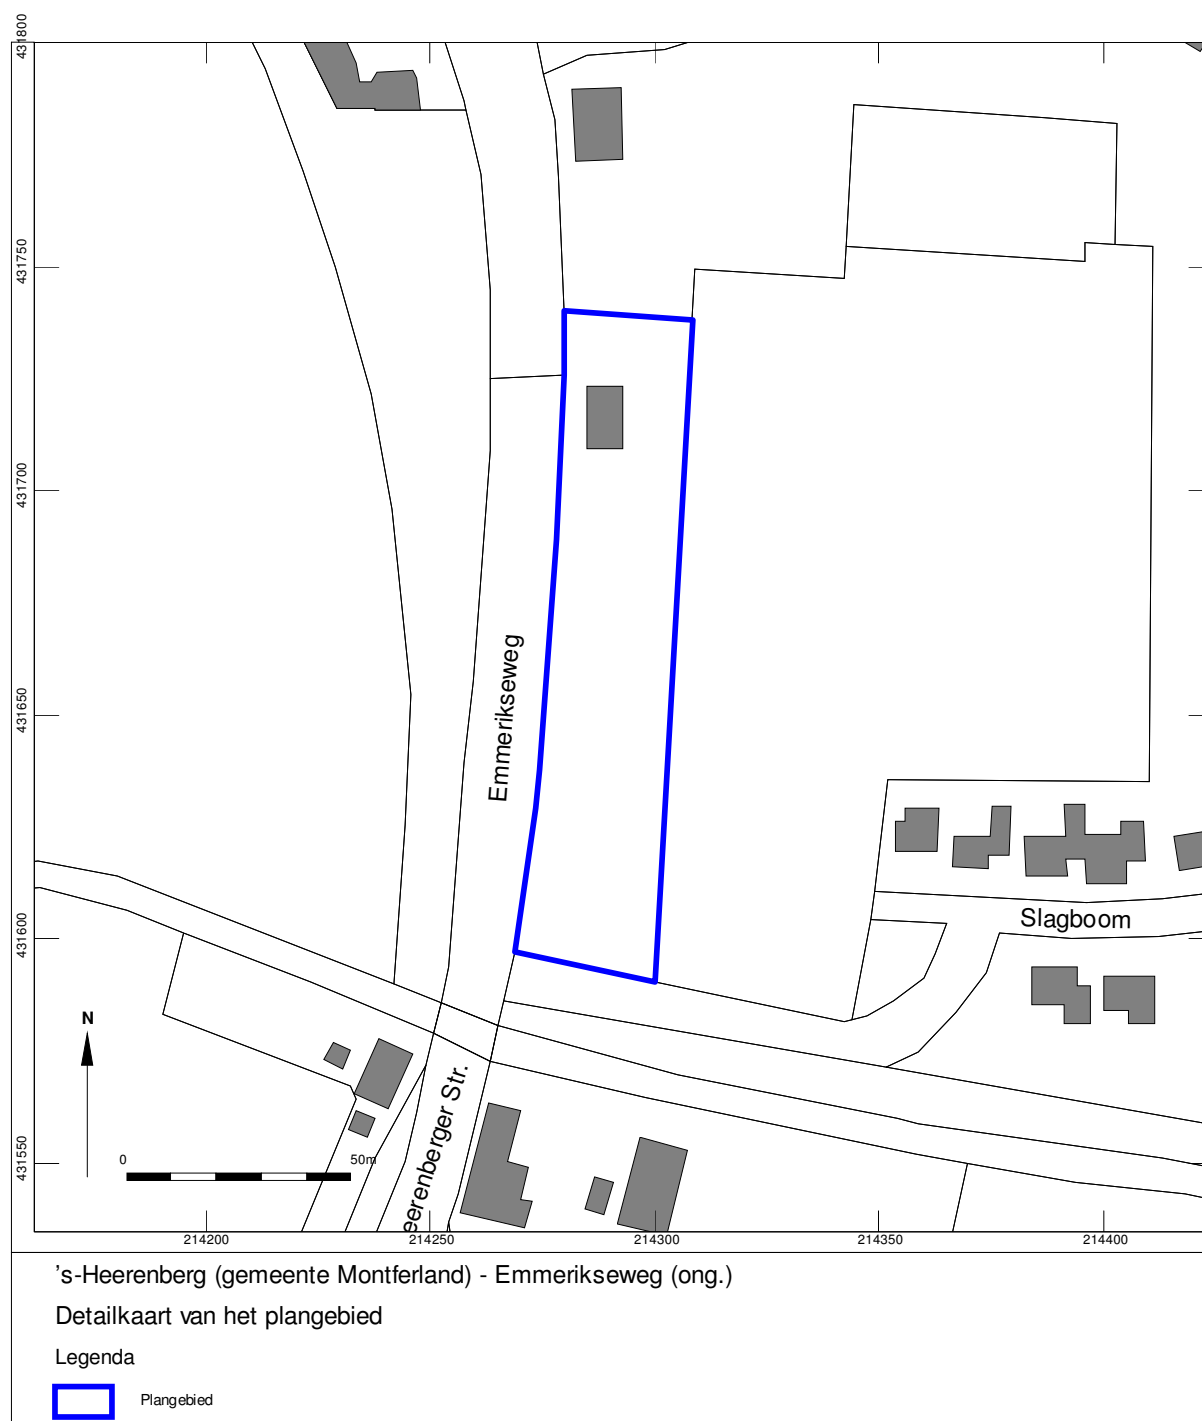 431800
431750
431700
431650
431600
431550
Emmerikseweg
Slagboom
eerenberger Str.
N
0 50m
214200 214250 214300 214350 214400
's-Heerenberg (gemeente Montferland) - Emmerikseweg (ong.)
Detailkaart van het plangebied
Legenda
Plangebied